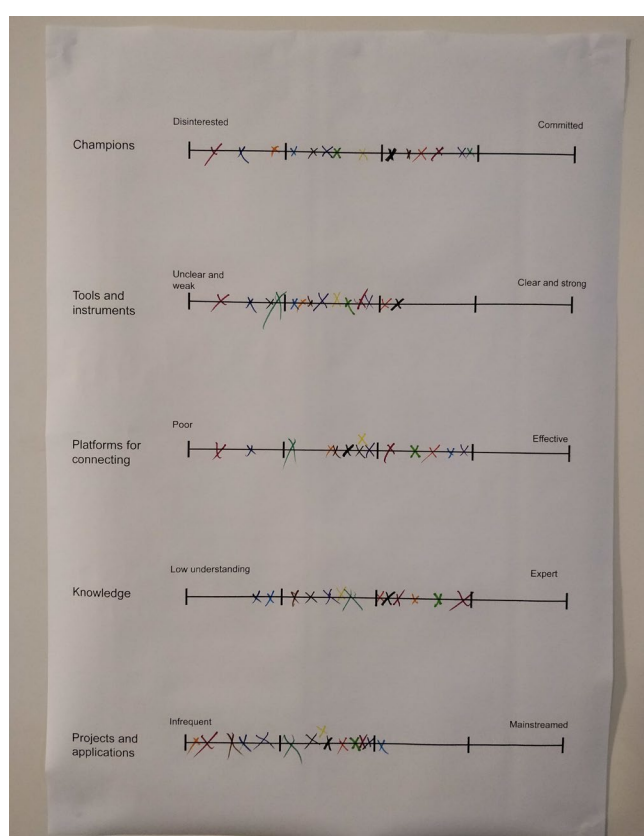 Disinterested
Committed
Champions
Unclear and
weak
Clear and strong
Tools and
instruments
Poor
Effective
Platforms for
connecting
Low understanding
Expert
Knowledge
Infrequent
Mainstreamed
Projects and
applications